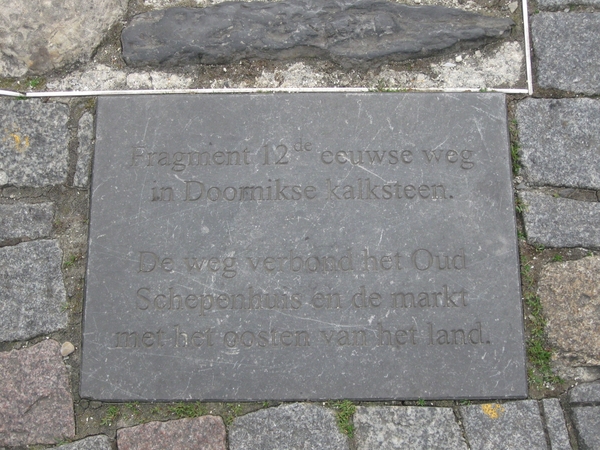 Fragment 12de eeuwse weg
in Doornikse kalksteen.
De weg verbond het Oud
Schepenhuis en de markt
met het oosten van het land.